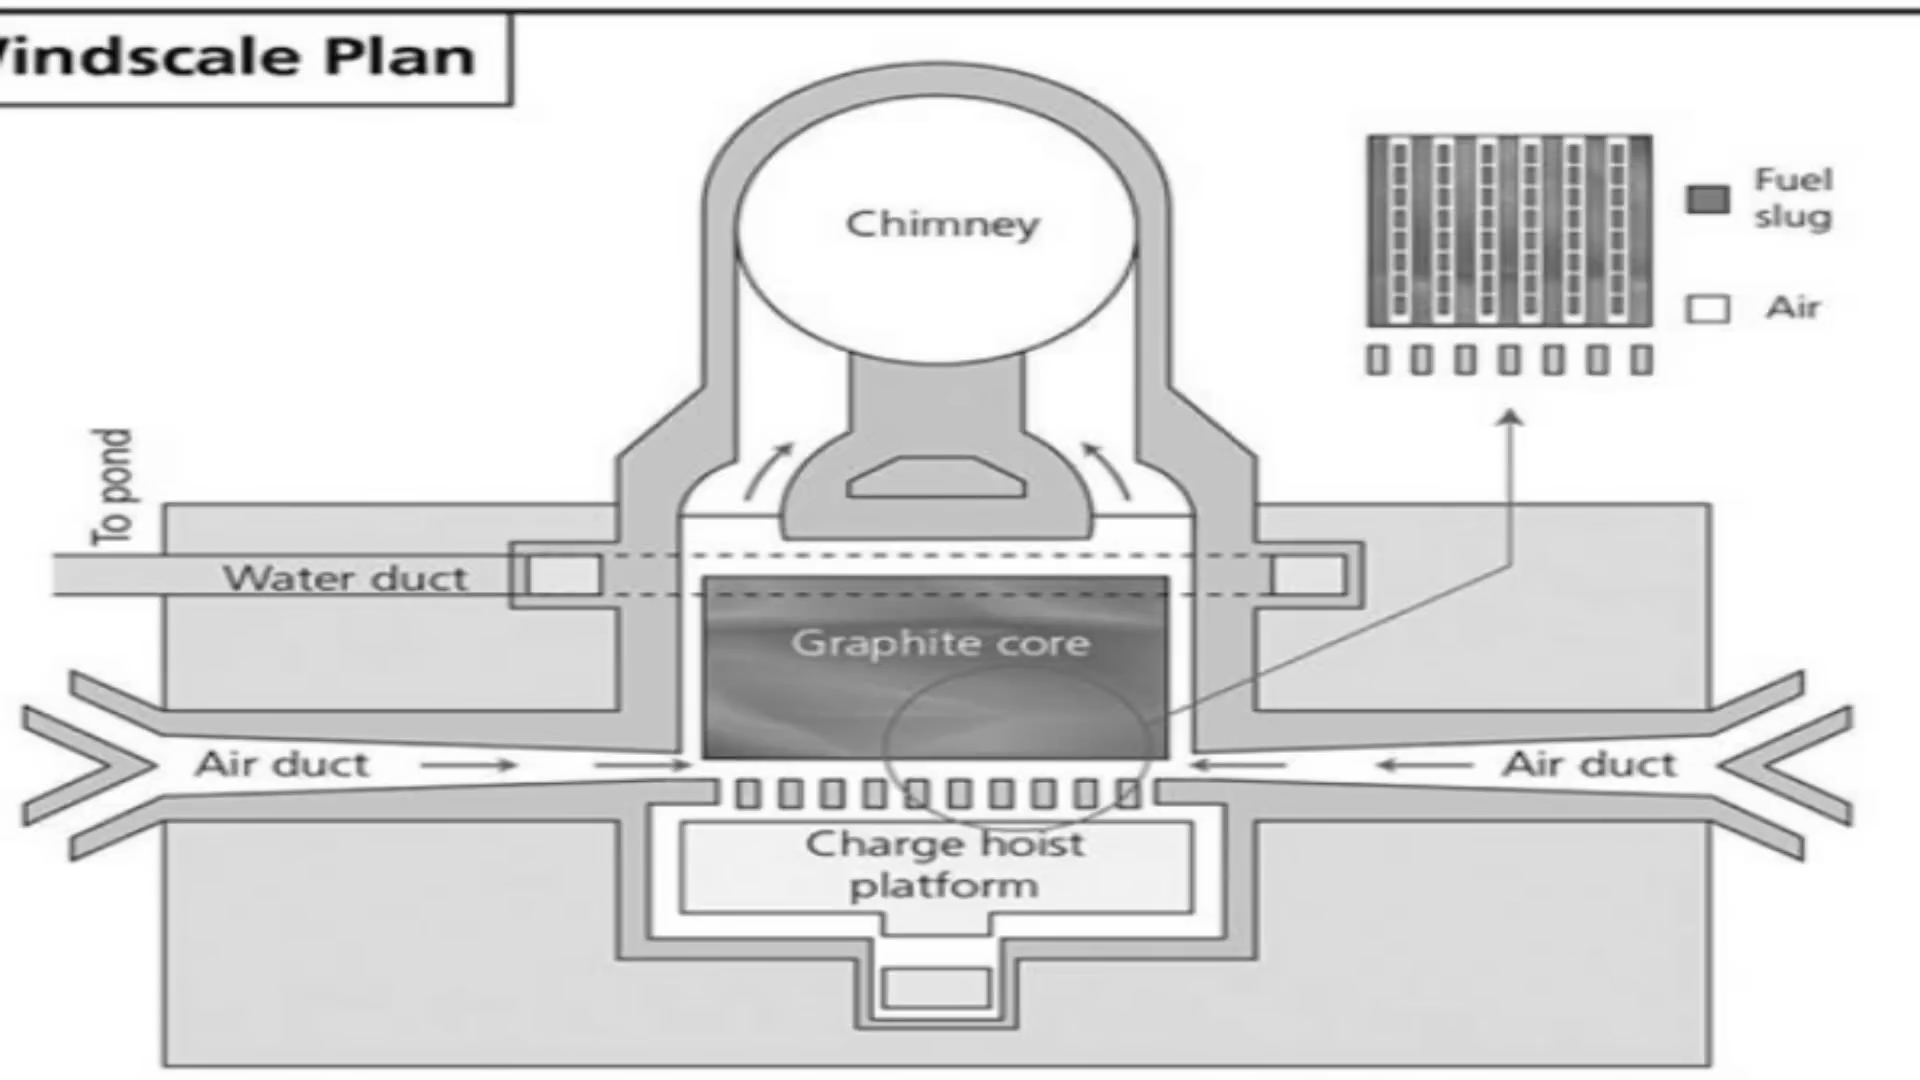 indscale Plan
Chimney
Fuel
slug
Air
To pond
Water duct
Graphite core
Air duct
Air duct
Charge hoist
platform